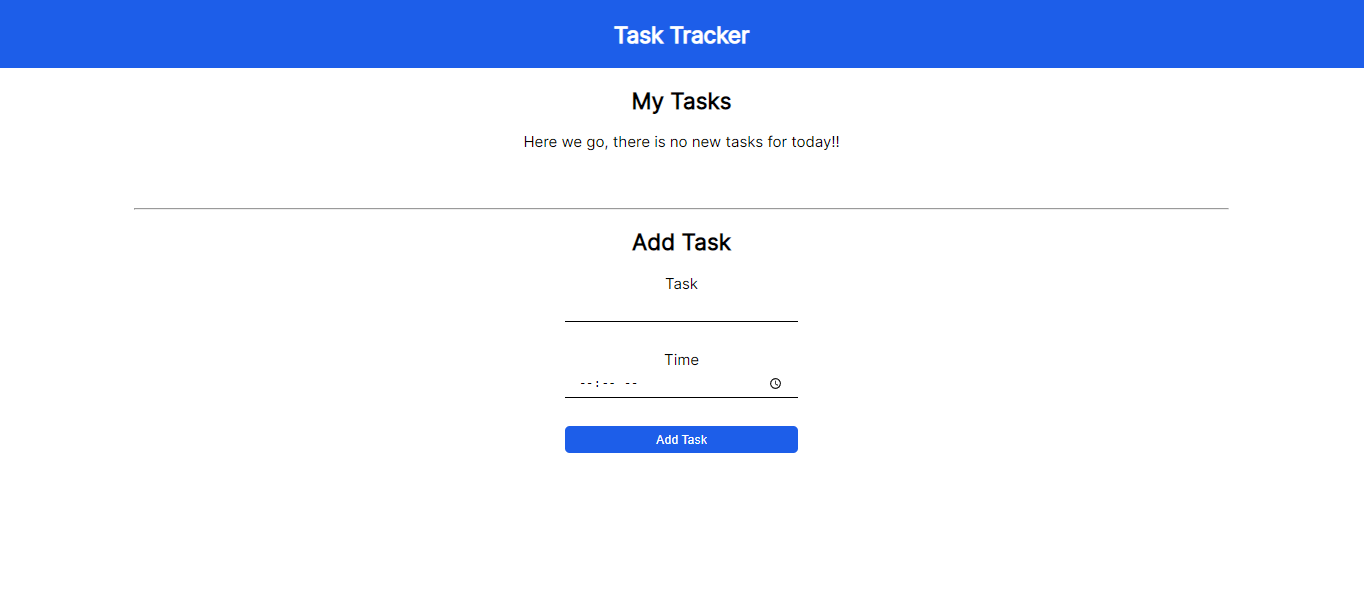 Task Tracker
My Tasks
Here we go, there is no new tasks for today!!
Add Task
Task
Time
--:-- --
Add Task